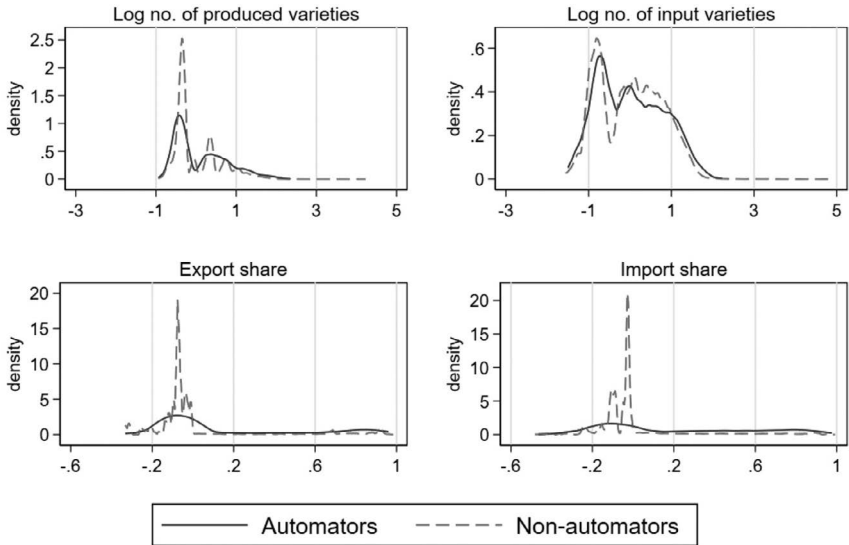 Log no. of produced varieties
density
2.5
2
1.5
1
.5
0
-3 -1 1 3 5
Log no. of input varieties
density
.6
.4
.2
0
-3 -1 1 3 5
Export share
density
20
15
10
5
0
-.6 -.2 .2 .6 1
Import share
density
20
15
10
5
0
-.6 -.2 .2 .6 1
Automators Non-automators